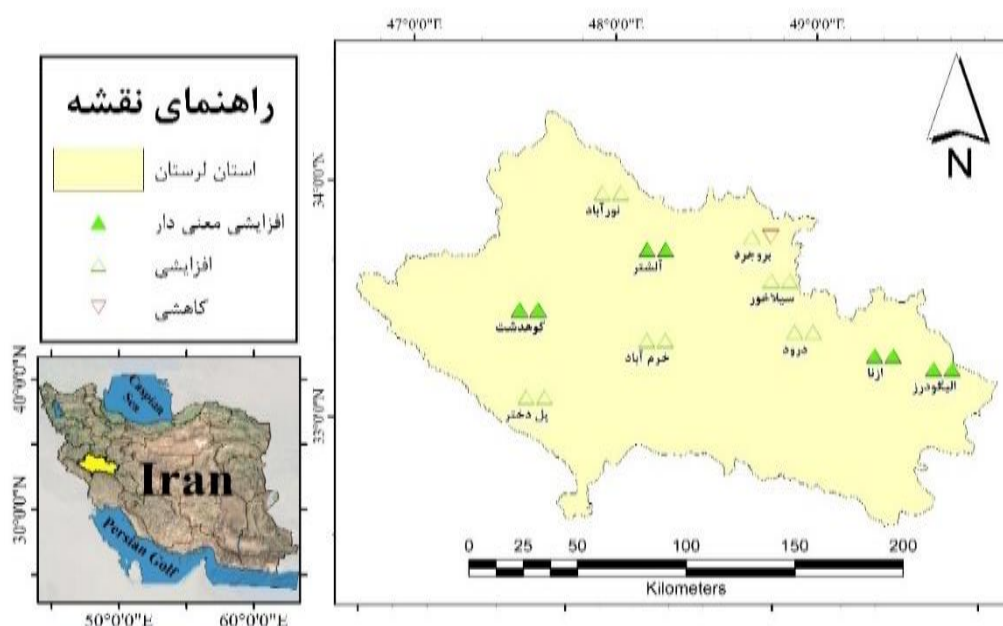 راهنمای نقشه
استان لرستان
افزایشی معنی دار
افزایشی
کاهشی
47°0'0"E
48°0'0"E
49°0'0"E
34°0'0"N
33°0'0"N
N
نورآباد
الشتر
بروجرد
سیلاخور
کوهدشت
خرم آباد
درود
ازنا
الیگودرز
پل دختر
0 25 50 100 150 200
Kilometers
40°0'0"N
30°0'0"N
Caspian
Sea
Iran
Persian Golf
50°0'0"E
60°0'0"E